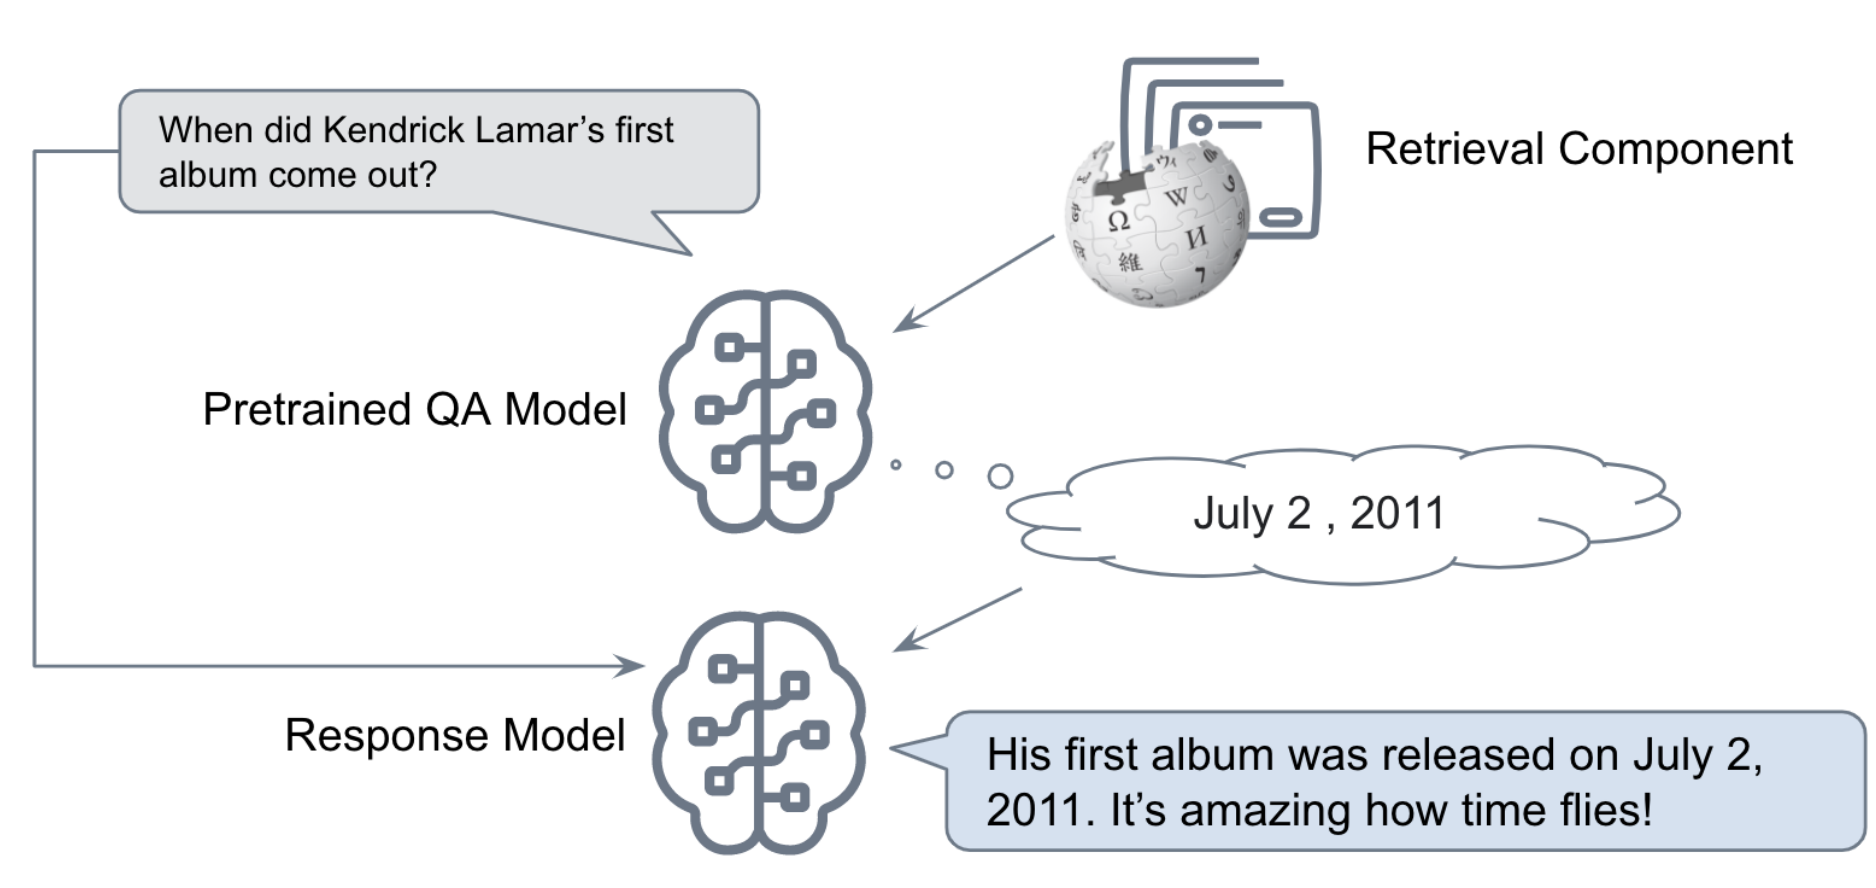 When did Kendrick Lamar’s first
album come out?
Retrieval Component
Ω
W
И
維
Pretrained QA Model
July 2 , 2011
Response Model
His first album was released on July 2,
2011. It’s amazing how time flies!